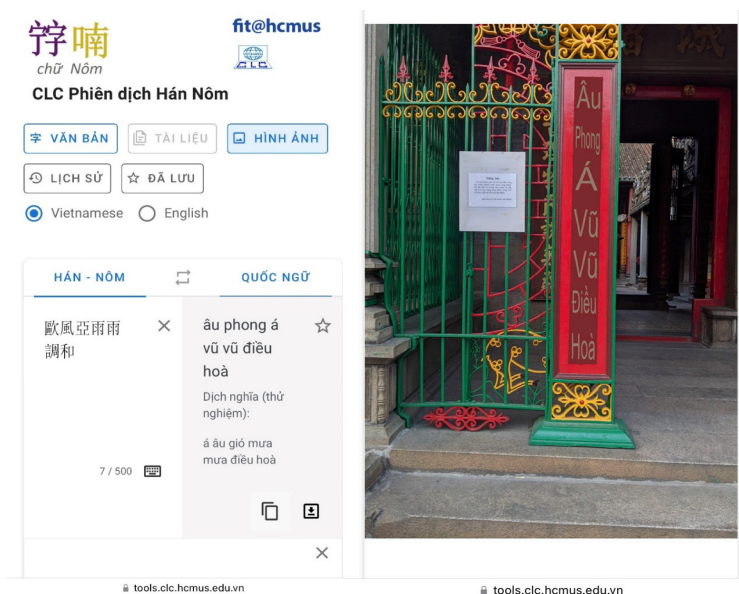 字喃
chữ Nôm
fit@hcmus
CLC
CLC Phiên dịch Hán Nôm
字 VĂN BẢN
TÀI LIỆU
HÌNH ẢNH
LỊCH SỬ
ĐÃ LƯU
Vietnamese
English
HÁN - NÔM
QUỐC NGỮ
歐風亞雨雨
調和
7 / 500
âu phong á
vũ vũ điều
hoà
Dịch nghĩa (thử
nghiệm):
á âu gió mưa
mưa điều hoà
tools.clc.hcmus.edu.vn
Âu
Phong
Á
Vũ
Vũ
Điều
Hoà
tools.clc.hcmus.edu.vn